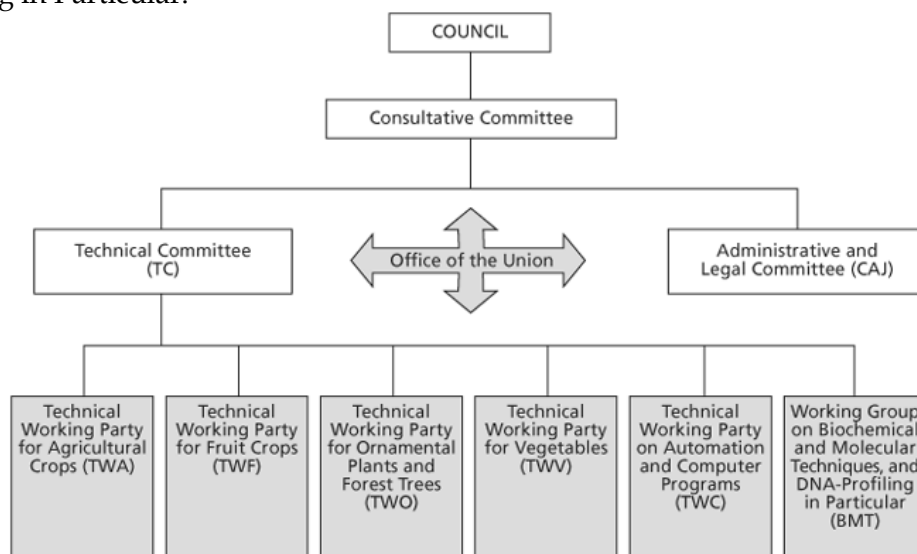 g in Particular.
COUNCIL
Consultative Committee
Technical Committee
(TC)
Office of the Union
Administrative and
Legal Committee (CAJ)
Technical
Working Party
for Agricultural
Crops (TWA)
Technical
Working Party
for Fruit Crops
(TWF)
Technical
Working Party
for Ornamental
Plants and
Forest Trees
(TWO)
Technical
Working Party
for Vegetables
(TWV)
Technical
Working Party
on Automation
and Computer
Programs
(TWC)
Working Group
on Biochemical
and Molecular
Techniques, and
DNA-Profiling
in Particular
(BMT)